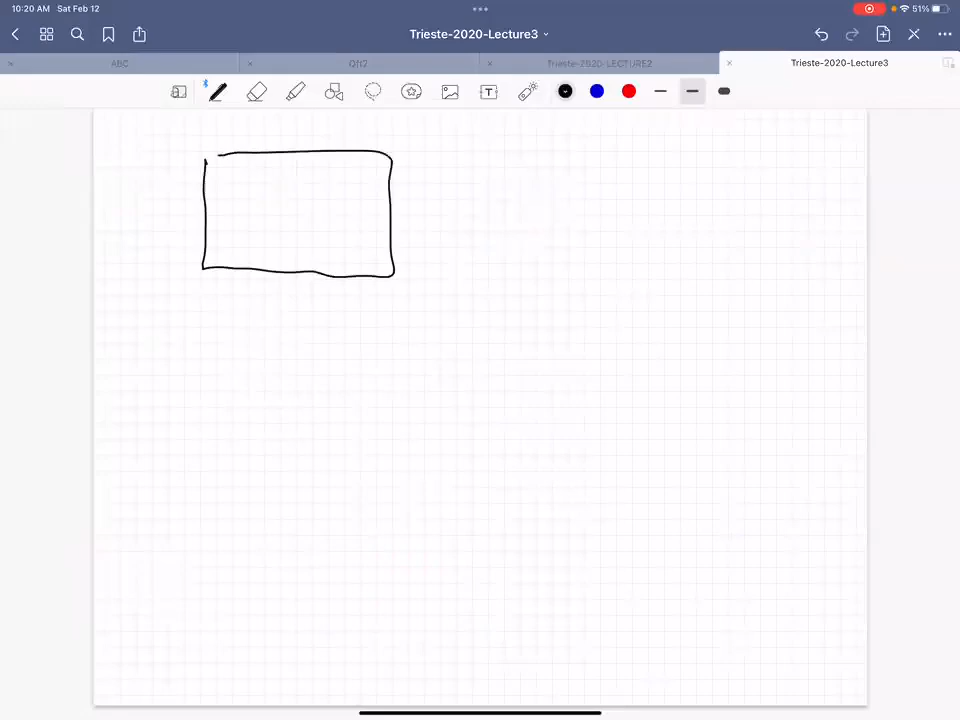 10:20 AM Sat Feb 12
51%
Trieste-2020-Lecture3
ABC
Qft2
Trieste-2020-LECTURE2
Trieste-2020-Lecture3
T